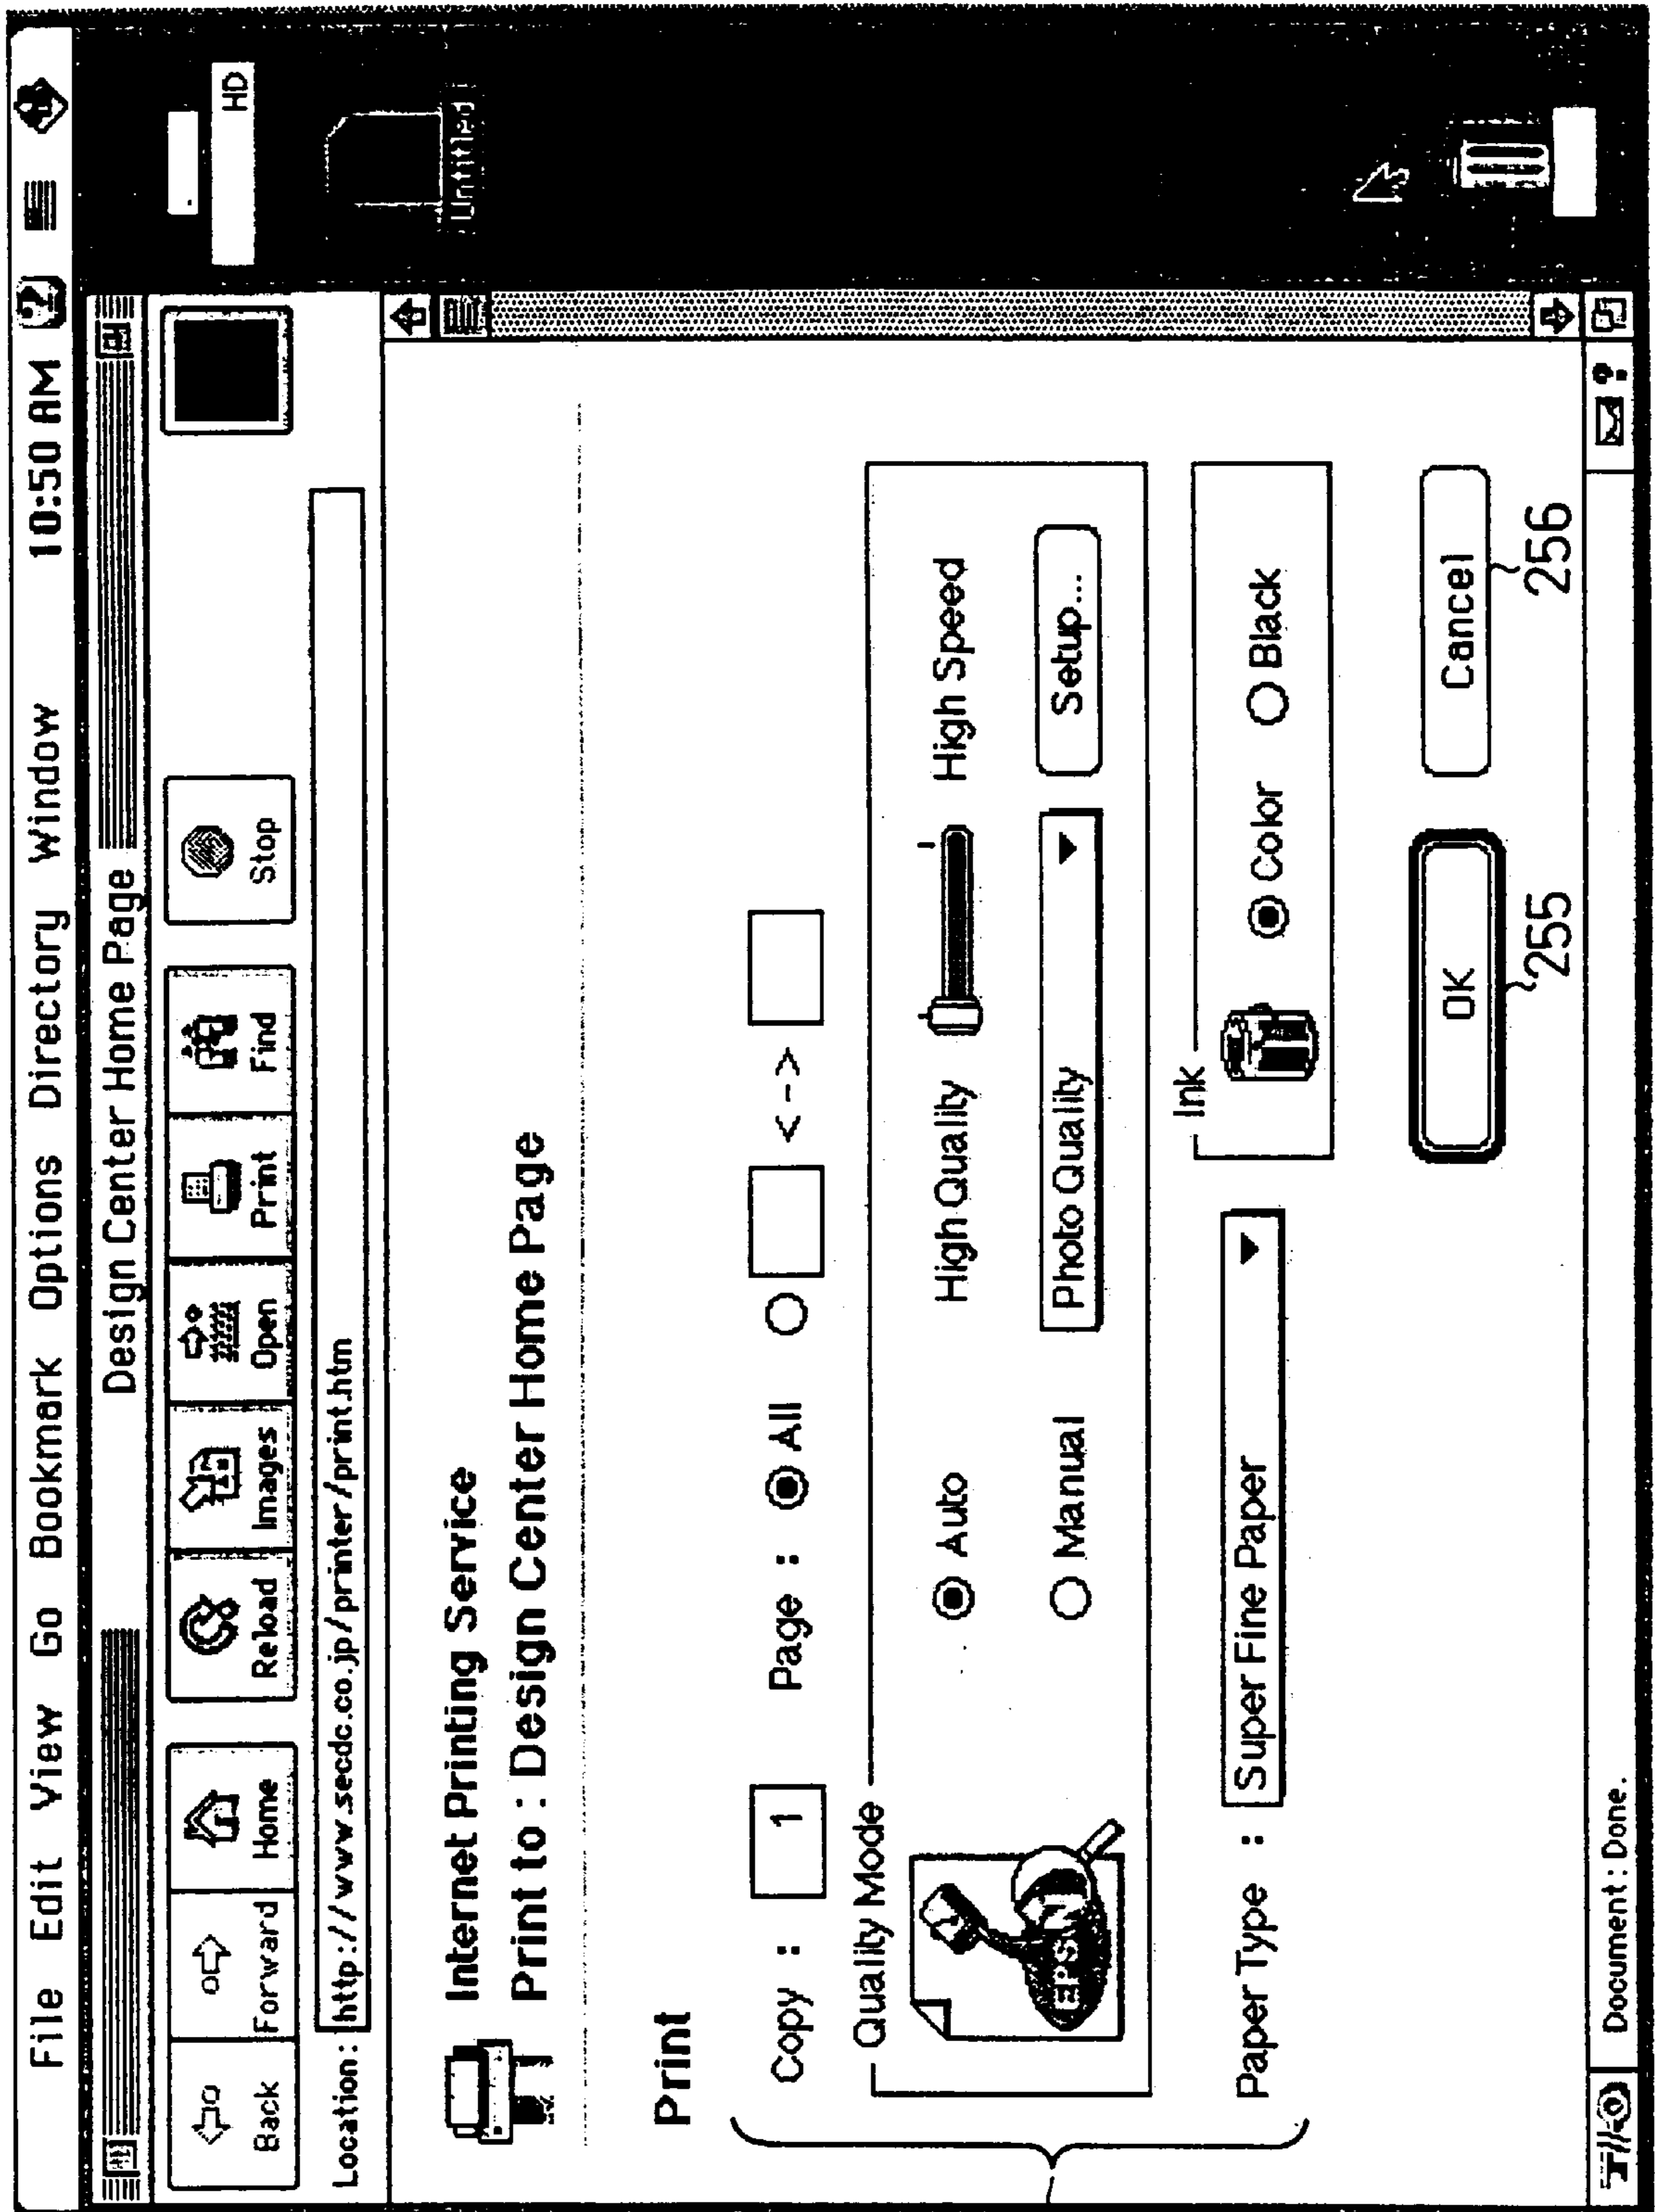 File Edit View Go Bookmark Options Directory Window 10:50 AM
HD
Untitled
Design Center Home Page
Back Forward Home Reload Images Open Print Find Stop
Location: http://www.secdc.co.jp/printer/print.htm
Internet Printing Service
Print to : Design Center Home Page
Print
Copy : 1 Page : All < - >
Quality Mode
Auto High Quality High Speed
Manual Photo Quality Setup...
EPSON
Ink
Paper Type : Super Fine Paper Color Black
OK Cancel
255 256
Document : Done.